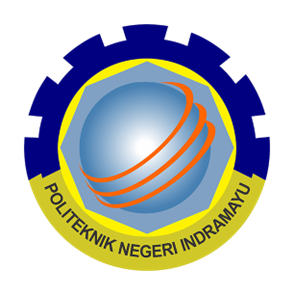 POLITEKNIK NEGERI INDRAMAYU